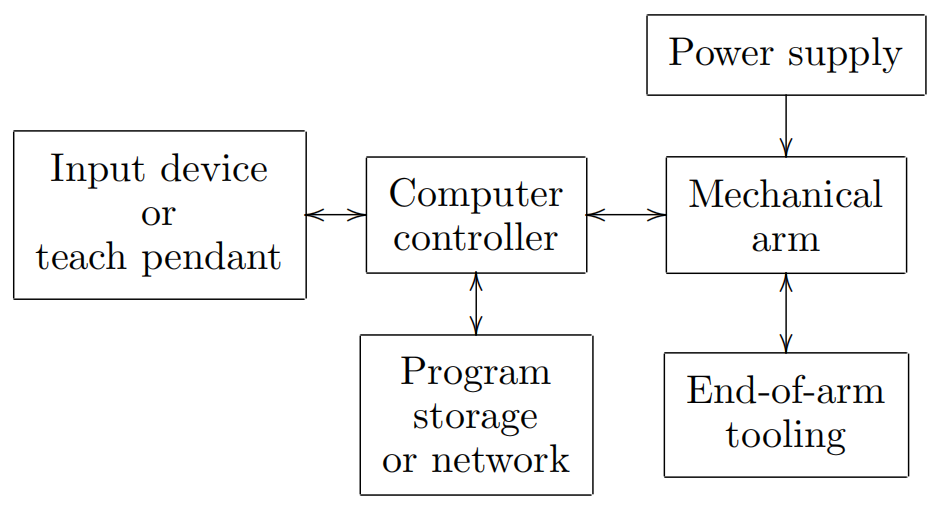 Power supply
Input device
or
teach pendant
Computer
controller
Mechanical
arm
Program
storage
or network
End-of-arm
tooling